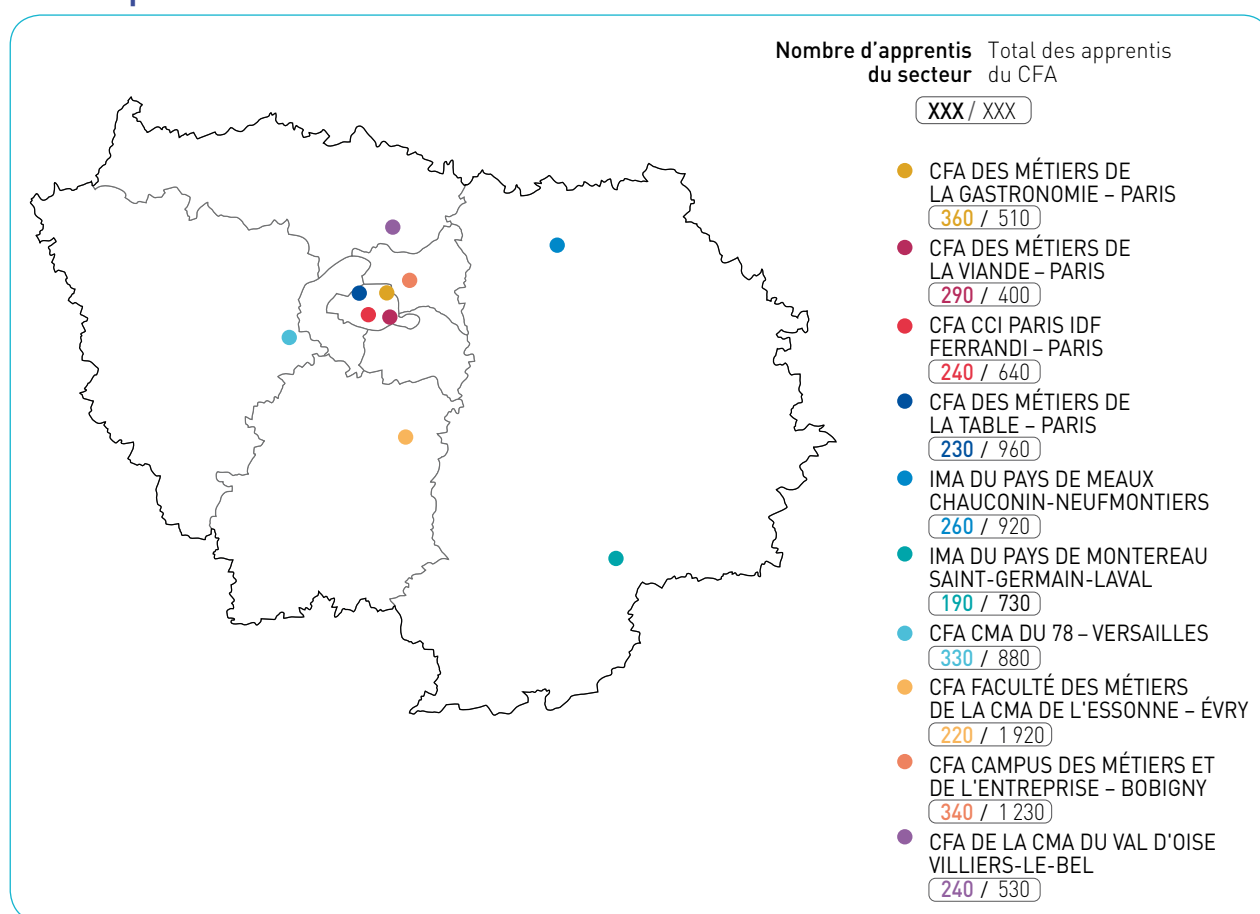 Nombre d'apprentis du secteur
Total des apprentis du CFA
XXX / XXX
CFA DES MÉTIERS DE
LA GASTRONOMIE – PARIS
360 / 510
CFA DES MÉTIERS DE
LA VIANDE – PARIS
290 / 400
CFA CCI PARIS IDF
FERRANDI – PARIS
240 / 640
CFA DES MÉTIERS DE
LA TABLE – PARIS
230 / 960
IMA DU PAYS DE MEAUX
CHAUCONIN-NEUFMONTIERS
260 / 920
IMA DU PAYS DE MONTEREAU
SAINT-GERMAIN-LAVAL
190 / 730
CFA CMA DU 78 – VERSAILLES
330 / 880
CFA FACULTÉ DES MÉTIERS
DE LA CMA DE L'ESSONNE – ÉVRY
220 / 1 920
CFA CAMPUS DES MÉTIERS ET
DE L'ENTREPRISE – BOBIGNY
340 / 1 230
CFA DE LA CMA DU VAL D'OISE
VILLIERS-LE-BEL
240 / 530